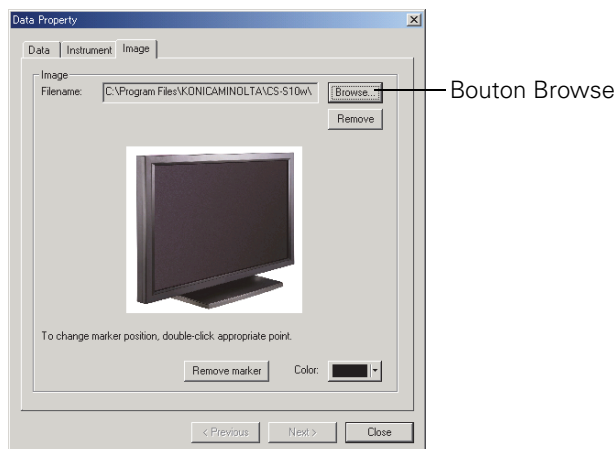 Data Property
Data Instrument Image
Image
Filename: C:\Program Files\KONICAMINOLTA\CS-S10w\ Browse... Bouton Browse
Remove
To change marker position, double-click appropriate point.
Remove marker Color:
< Previous Next > Close